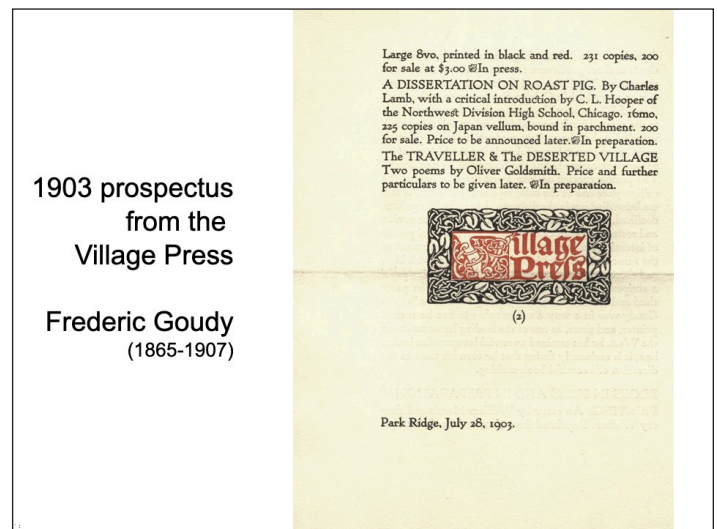 1903 prospectus
from the
Village Press
Frederic Goudy
(1865-1907)
Large 8vo, printed in black and red. 231 copies, 200
for sale at $3.00 ❦In press.
A DISSERTATION ON ROAST PIG. By Charles
Lamb, with a critical introduction by C. L. Hooper of
the Northwest Division High School, Chicago. 16mo,
225 copies on Japan vellum, bound in parchment. 200
for sale. Price to be announced later.❦In preparation.
The TRAVELLER & The DESERTED VILLAGE
Two poems by Oliver Goldsmith. Price and further
particulars to be given later. ❦In preparation.
Village
Press
(2)
Park Ridge, July 28, 1903.